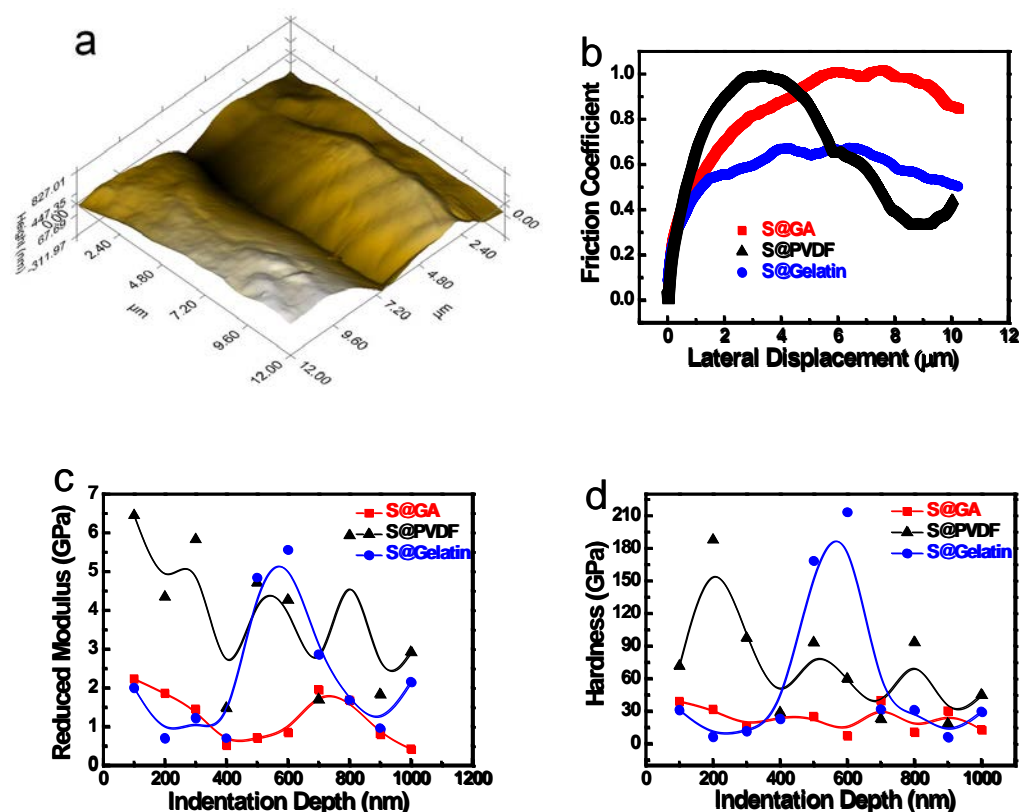 a
827.01
447.35
67.69
-311.97
Height (nm)
0.00
2.40
4.80
7.20
9.60
12.00
µm
0.00
2.40
4.80
7.20
9.60
12.00
µm
b
Friction Coefficient
1.0
0.8
0.6
0.4
0.2
0.0
S@GA
S@PVDF
S@Gelatin
0 2 4 6 8 10 12
Lateral Displacement (µm)
c
Reduced Modulus (GPa)
7
6
5
4
3
2
1
0
S@GA
S@PVDF
S@Gelatin
0 200 400 600 800 1000 1200
Indentation Depth (nm)
d
Hardness (GPa)
210
180
150
120
90
60
30
0
S@GA
S@PVDF
S@Gelatin
0 200 400 600 800 1000
Indentation Depth (nm)